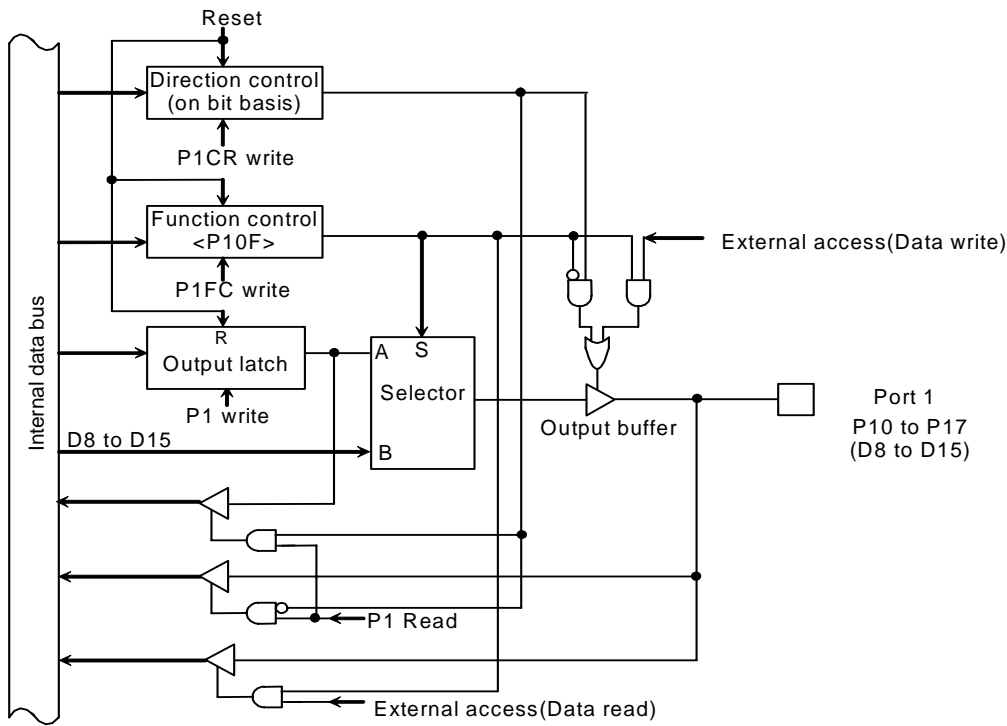 Reset
Direction control
(on bit basis)
P1CR write
Function control
<P10F>
External access(Data write)
P1FC write
R
Output latch
A
S
Selector
P1 write
Internal data bus
Output buffer
Port 1
P10 to P17
(D8 to D15)
D8 to D15
B
P1 Read
External access(Data read)